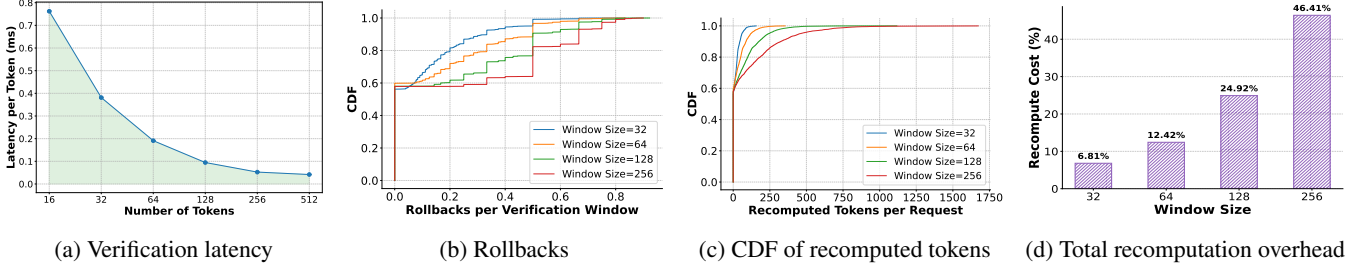 0.8
0.7
0.6
0.5
0.4
0.3
0.2
0.1
0.0
Latency per Token (ms)
16 32 64 128 256 512
Number of Tokens
(a) Verification latency
1.0
0.8
0.6
0.4
0.2
0.0
CDF
Window Size=32
Window Size=64
Window Size=128
Window Size=256
0.0 0.2 0.4 0.6 0.8
Rollbacks per Verification Window
(b) Rollbacks
1.0
0.8
0.6
0.4
0.2
0.0
CDF
Window Size=32
Window Size=64
Window Size=128
Window Size=256
0 250 500 750 1000 1250 1500 1750
Recomputed Tokens per Request
(c) CDF of recomputed tokens
40
30
20
10
0
Recompute Cost (%)
6.81%
12.42%
24.92%
46.41%
32 64 128 256
Window Size
(d) Total recomputation overhead